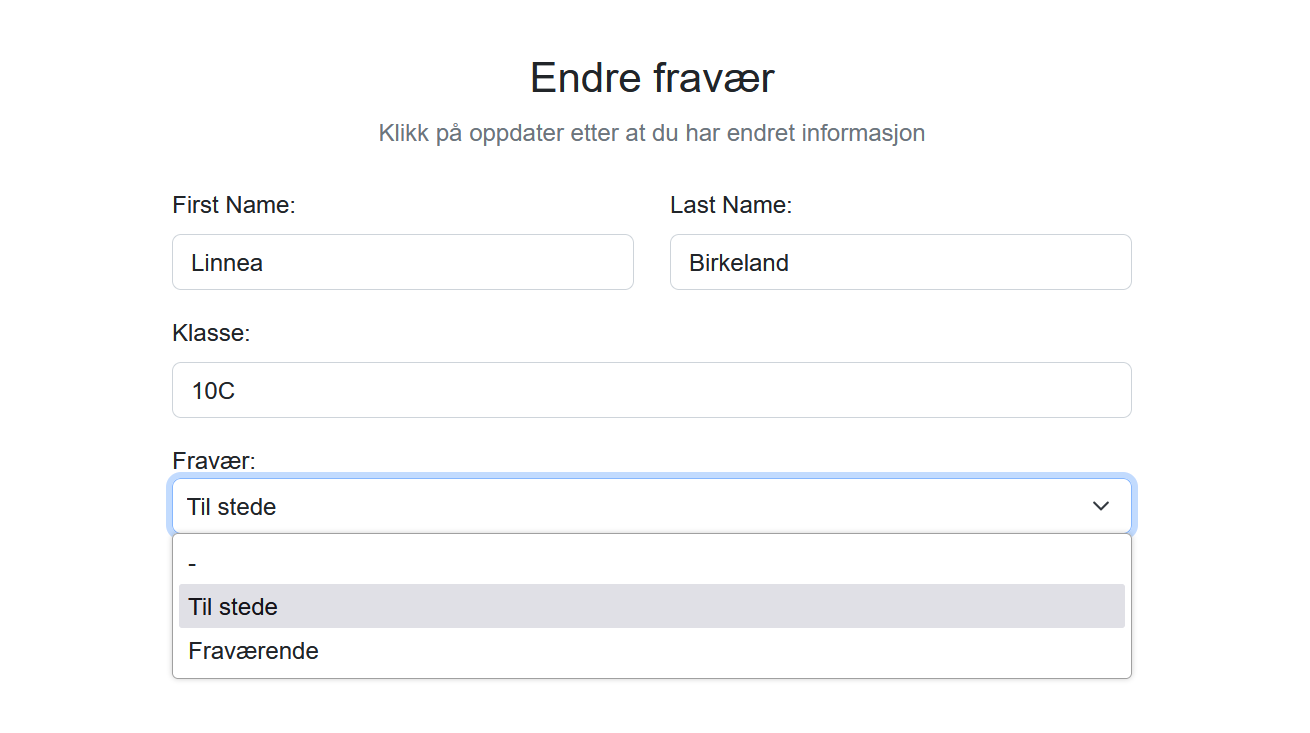 Endre fravær
Klikk på oppdater etter at du har endret informasjon
First Name:
Last Name:
Linnea
Birkeland
Klasse:
10C
Fravær:
Til stede
-
Til stede
Fraværende